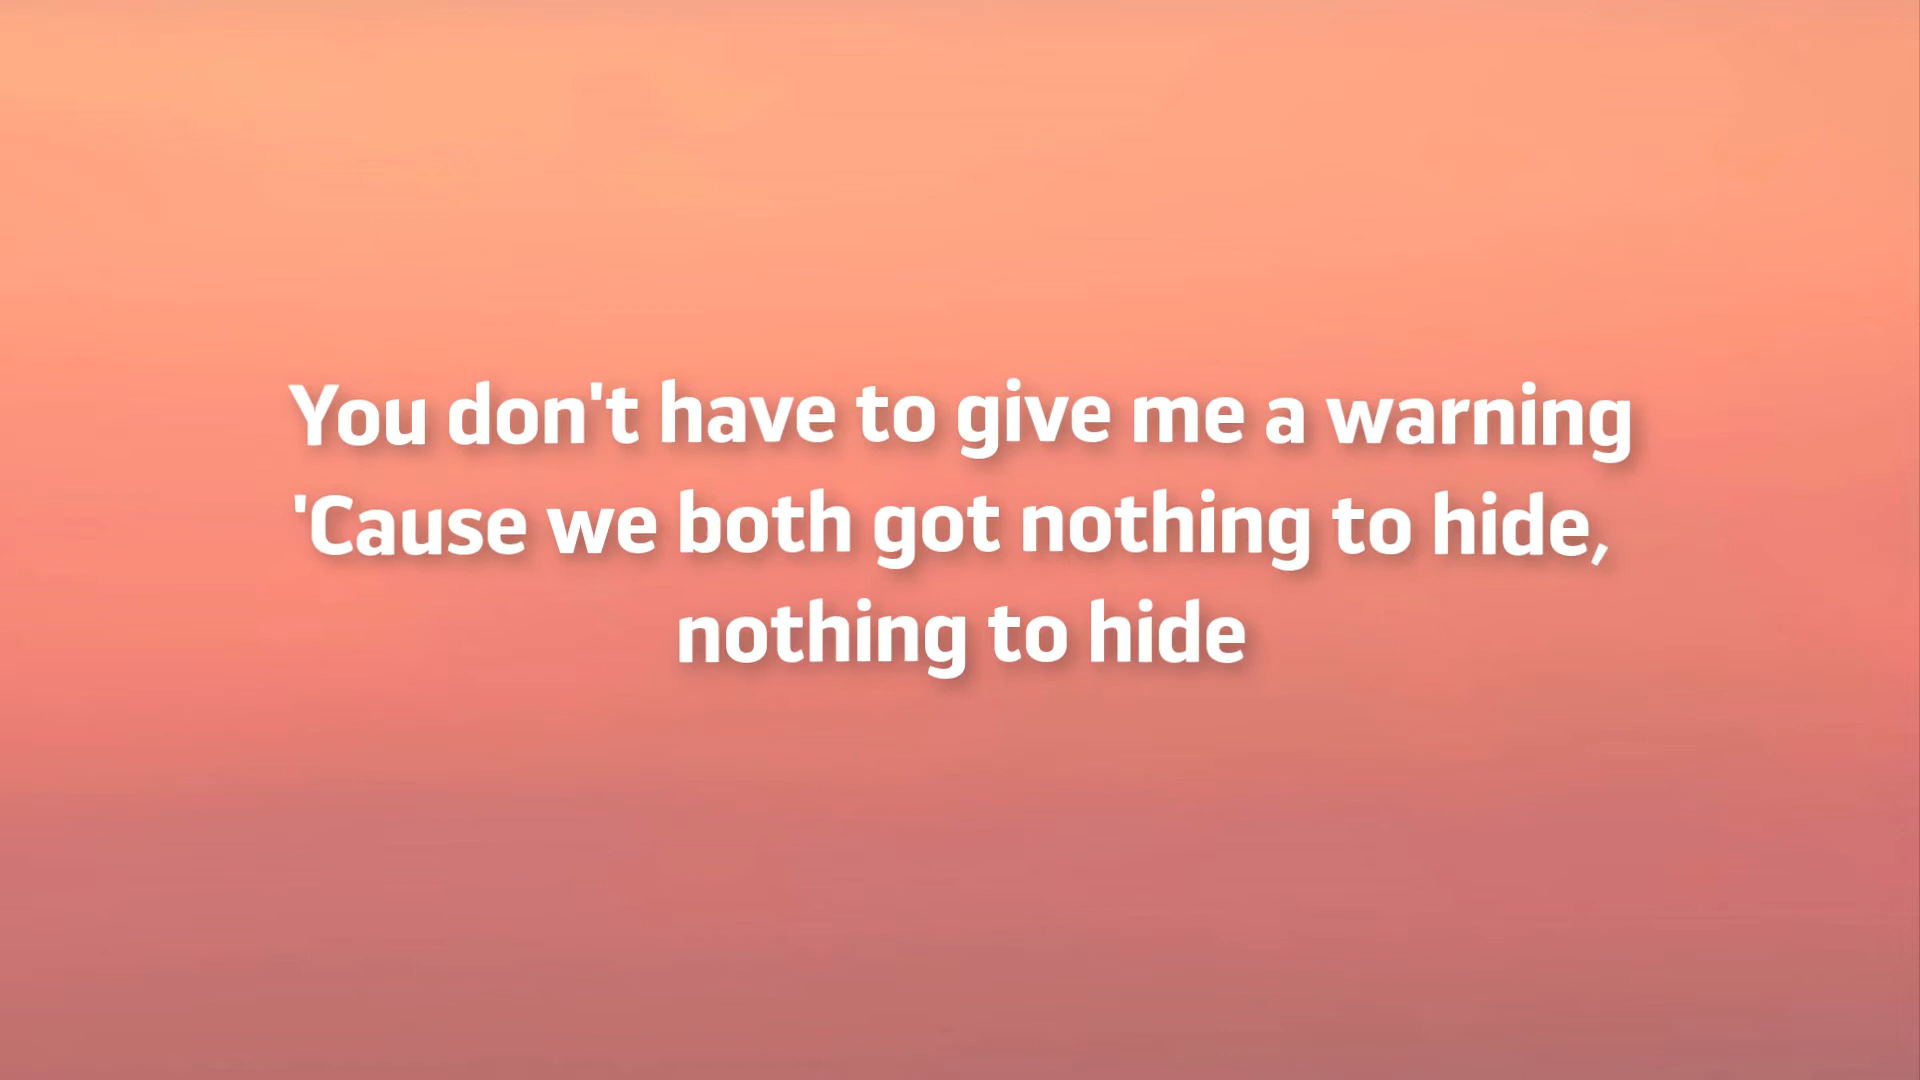 You don't have to give me a warning
'Cause we both got nothing to hide,
nothing to hide